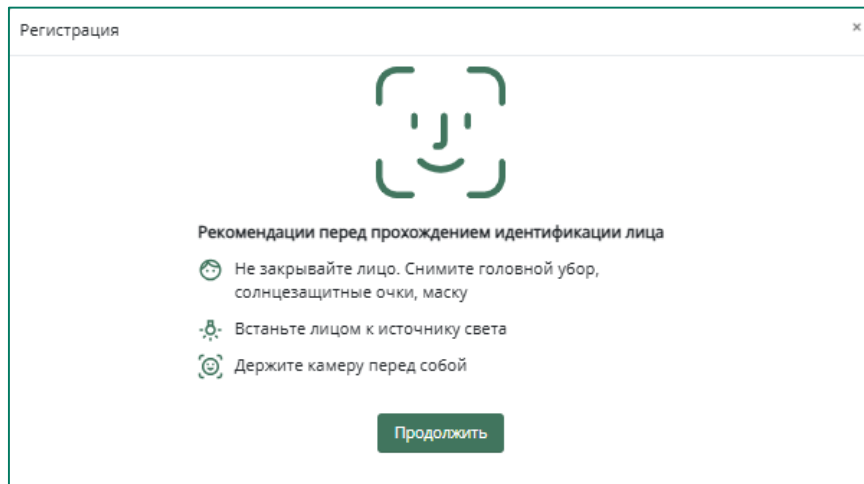 Регистрация
Рекомендации перед прохождением идентификации лица
Не закрывайте лицо. Снимите головной убор,
солнцезащитные очки, маску
Встаньте лицом к источнику света
Держите камеру перед собой
Продолжить